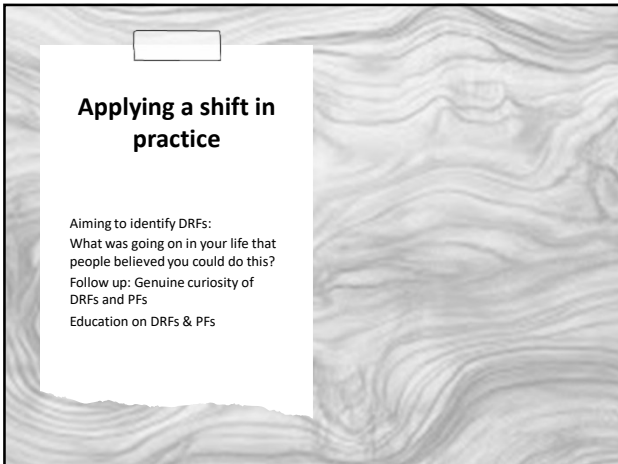 Applying a shift in
practice
Aiming to identify DRFs:
What was going on in your life that
people believed you could do this?
Follow up: Genuine curiosity of
DRFs and PFs
Education on DRFs & PFs